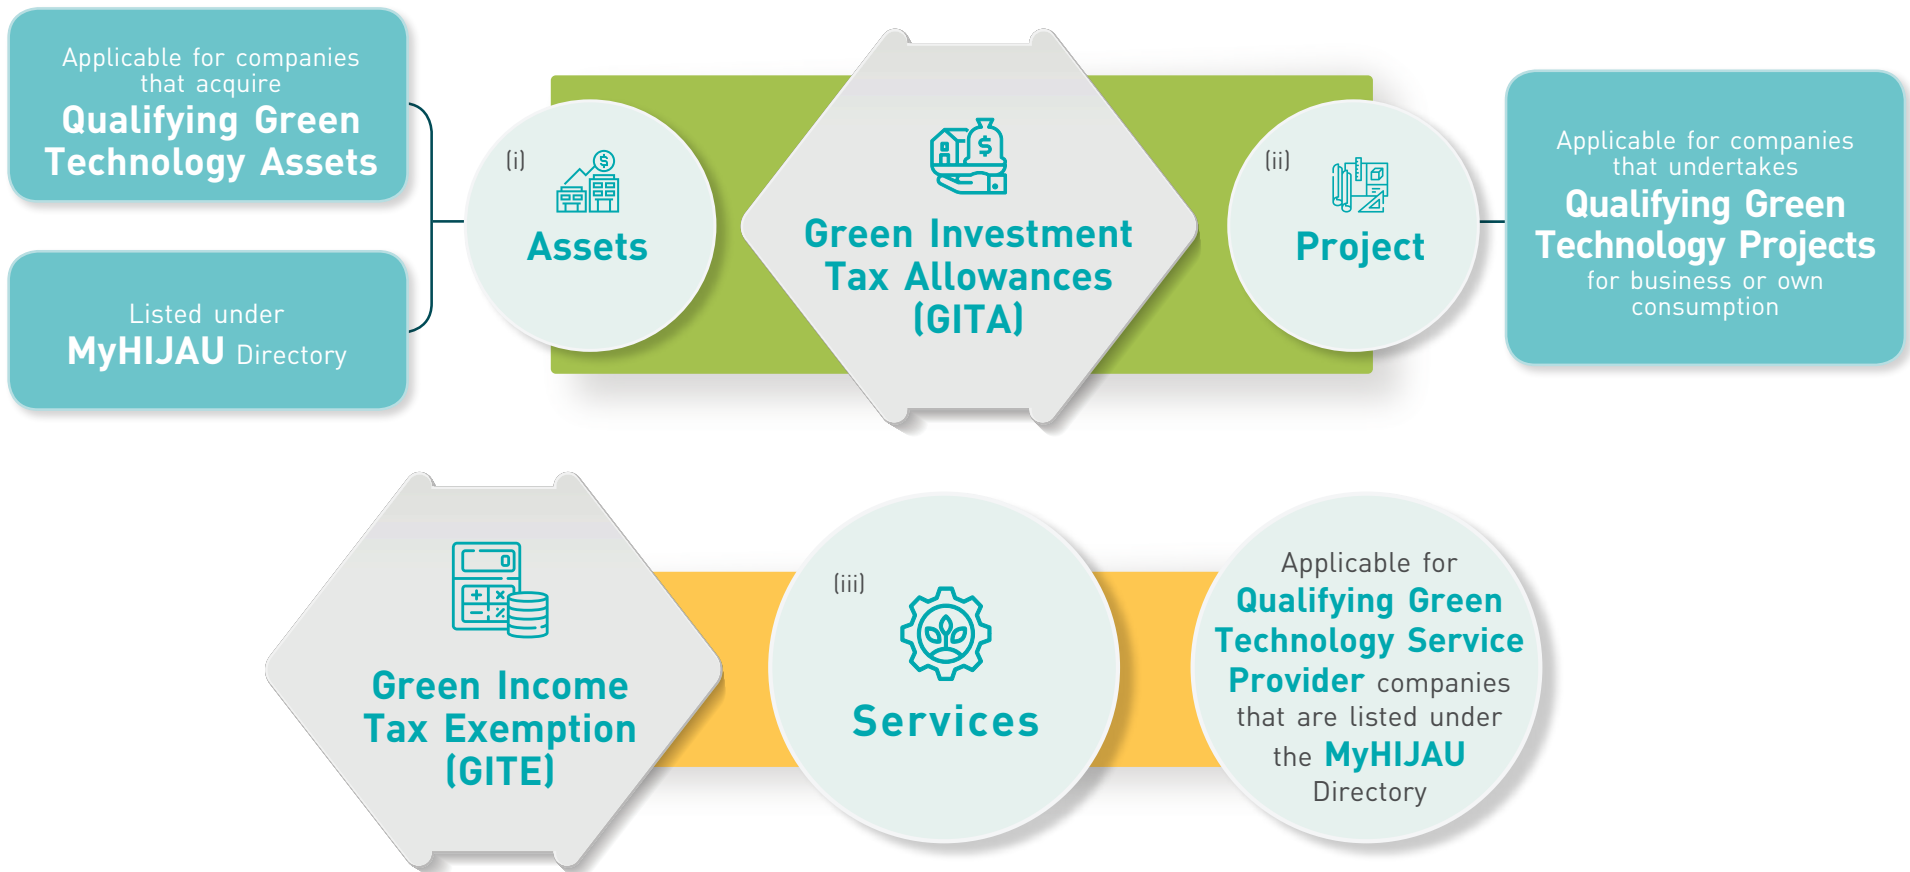 Applicable for companies
that acquire
Qualifying Green
Technology Assets
Listed under
MyHIJAU Directory
(i)
Assets
Green Investment
Tax Allowances
(GITA)
(ii)
Project
Applicable for companies
that undertakes
Qualifying Green
Technology Projects
for business or own
consumption
Green Income
Tax Exemption
(GITE)
(iii)
Services
Applicable for
Qualifying Green
Technology Service
Provider companies
that are listed under
the MyHIJAU
Directory